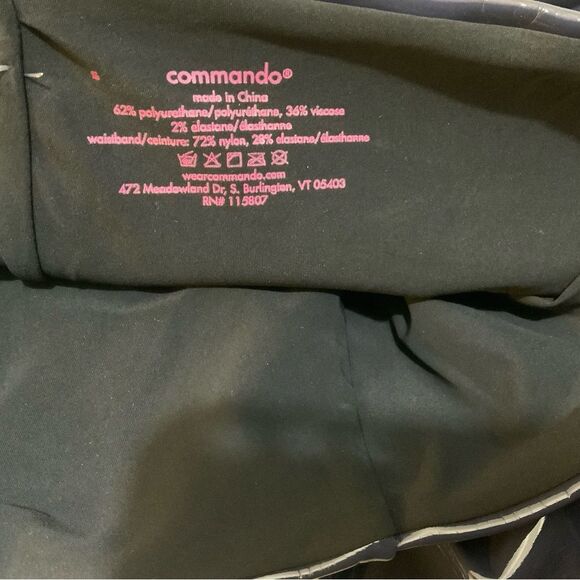 S
commando®
made in China
62% polyurethane/polyuréthane, 36% viscose
2% elastane/élasthanne
waistband/ceinture: 72% nylon, 28% elastane/élasthanne
wearcommando.com
472 Meadowland Dr, S. Burlington, VT 05403
RN# 115807